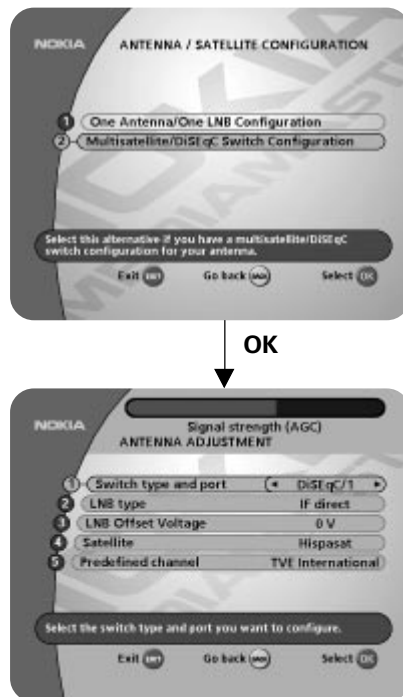 NOKIA
ANTENNA / SATELLITE CONFIGURATION
1 One Antenna/One LNB Configuration
2 Multisatellite/DiSEqC Switch Configuration
Select this alternative if you have a multisatellite/DiSEqC
switch configuration for your antenna.
Exit EXIT Go back BACK Select OK
OK
Signal strength (AGC)
NOKIA
ANTENNA ADJUSTMENT
1 Switch type and port DiSEqC/1
2 LNB type IF direct
3 LNB Offset Voltage 0 V
4 Satellite Hispasat
5 Predefined channel TVE International
Select the switch type and port you want to configure.
Exit EXIT Go back BACK Select OK